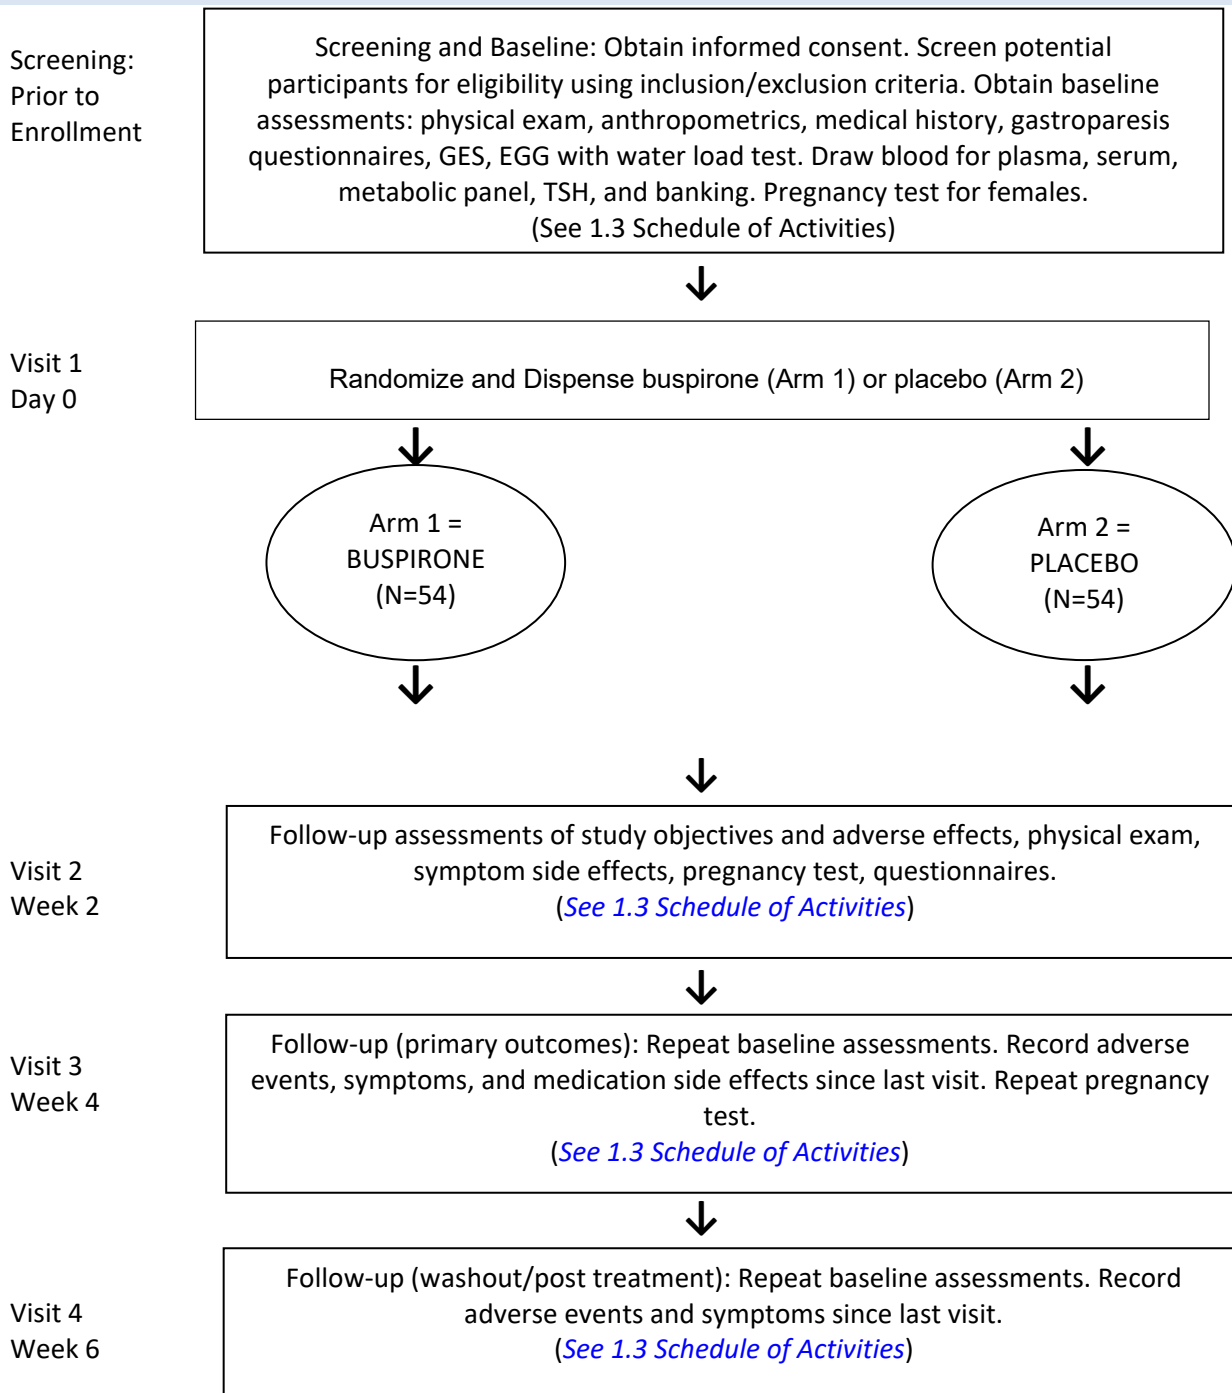 Screening:
Prior to
Enrollment
Screening and Baseline: Obtain informed consent. Screen potential
participants for eligibility using inclusion/exclusion criteria. Obtain baseline
assessments: physical exam, anthropometrics, medical history, gastroparesis
questionnaires, GES, EGG with water load test. Draw blood for plasma, serum,
metabolic panel, TSH, and banking. Pregnancy test for females.
(See 1.3 Schedule of Activities)
Visit 1
Day 0
Randomize and Dispense buspirone (Arm 1) or placebo (Arm 2)
Arm 1 =
BUSPIRONE
(N=54)
Arm 2 =
PLACEBO
(N=54)
Visit 2
Week 2
Follow-up assessments of study objectives and adverse effects, physical exam,
symptom side effects, pregnancy test, questionnaires.
(See 1.3 Schedule of Activities)
Visit 3
Week 4
Follow-up (primary outcomes): Repeat baseline assessments. Record adverse
events, symptoms, and medication side effects since last visit. Repeat pregnancy
test.
(See 1.3 Schedule of Activities)
Visit 4
Week 6
Follow-up (washout/post treatment): Repeat baseline assessments. Record
adverse events and symptoms since last visit.
(See 1.3 Schedule of Activities)